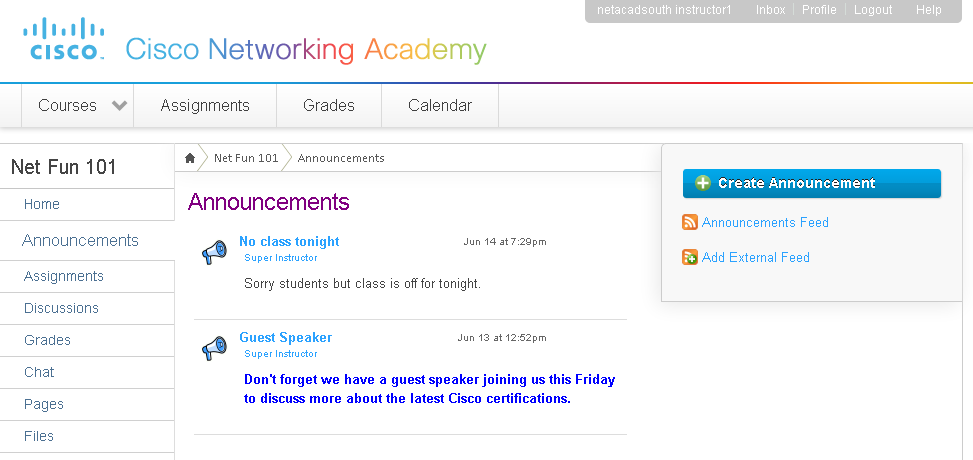 netacadsouth instructor1 Inbox Profile Logout Help
CISCO.
Cisco Networking Academy
Courses Assignments Grades Calendar
Net Fun 101
Home
Announcements
Assignments
Discussions
Grades
Chat
Pages
Files
Net Fun 101 Announcements
Announcements
No class tonight Jun 14 at 7:29pm
Super Instructor
Sorry students but class is off for tonight.
Guest Speaker Jun 13 at 12:52pm
Super Instructor
Don't forget we have a guest speaker joining us this Friday
to discuss more about the latest Cisco certifications.
Create Announcement
Announcements Feed
Add External Feed